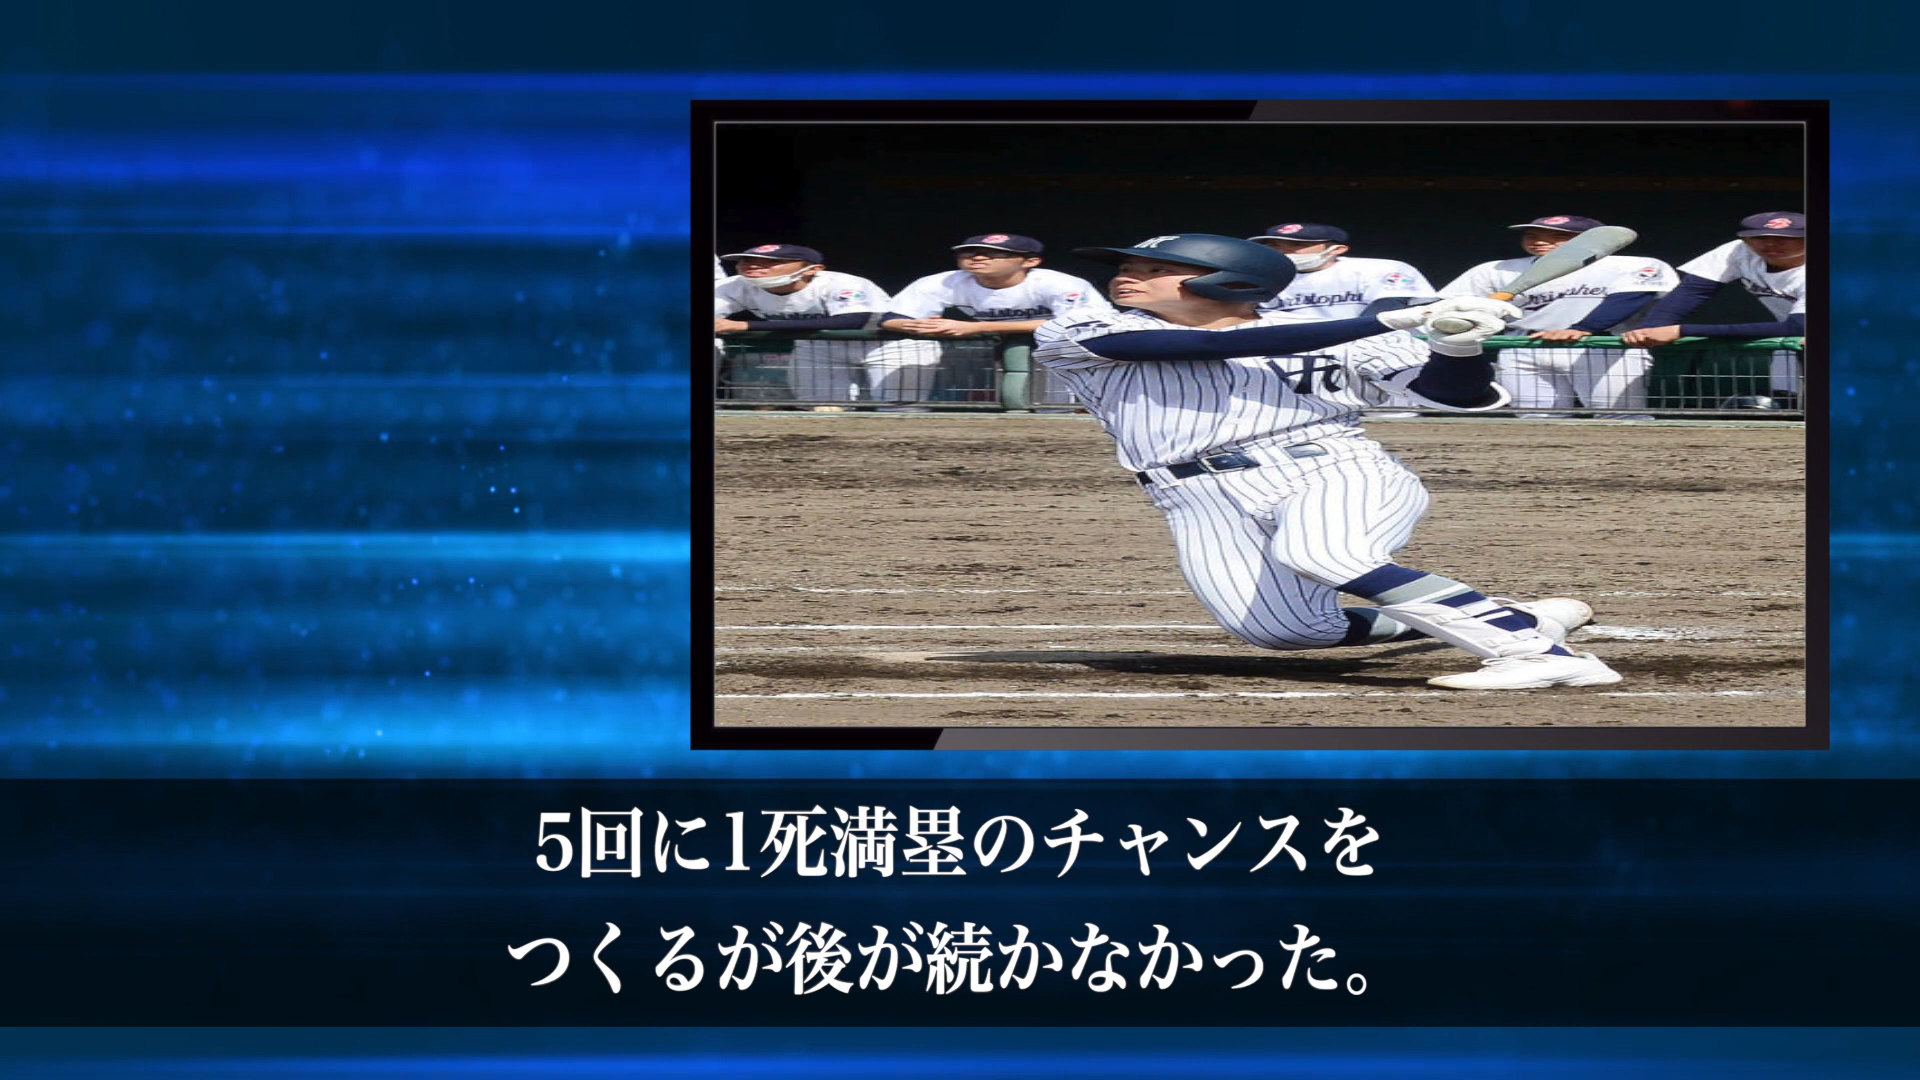 5回に1死満塁のチャンスを
つくるが後が続かなかった。